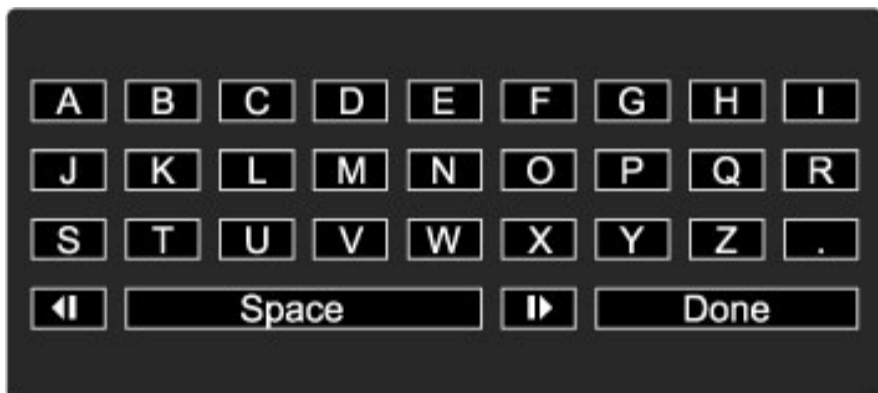 A B C D E F G H I
J K L M N O P Q R
S T U V W X Y Z .
Space Done